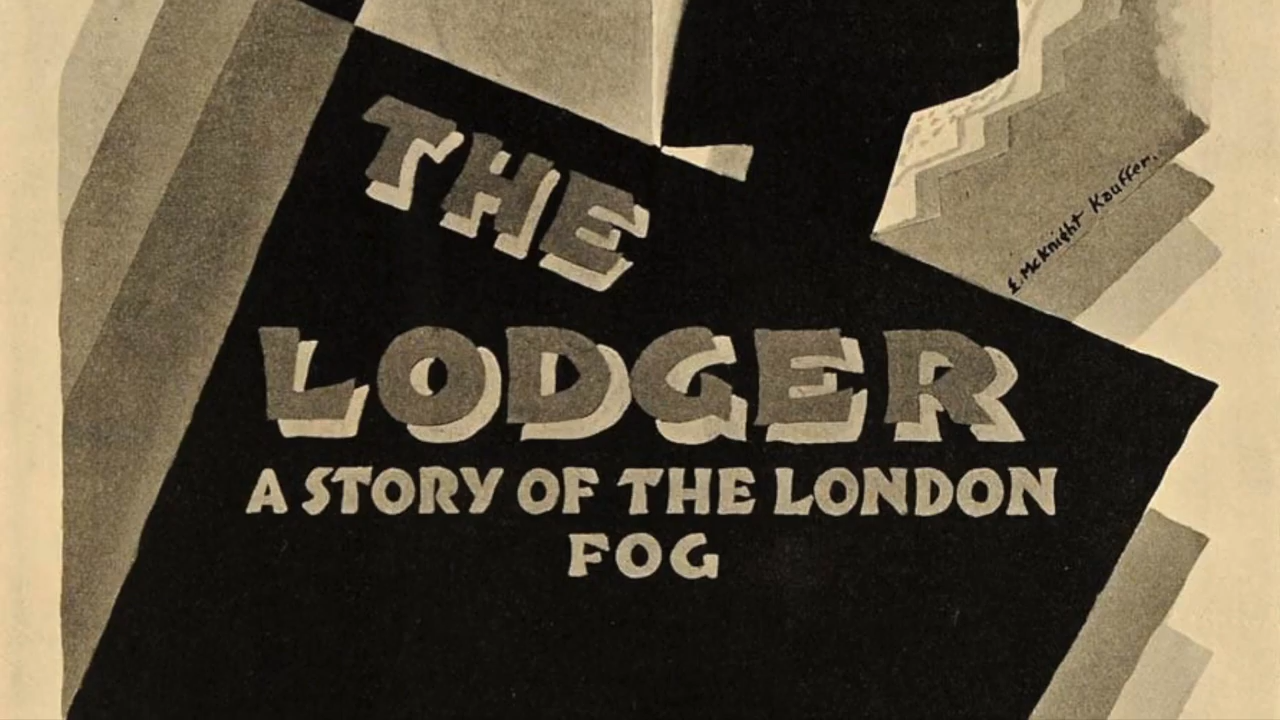 THE
LODGER
A STORY OF THE LONDON
FOG
E. McKnight Kauffer.